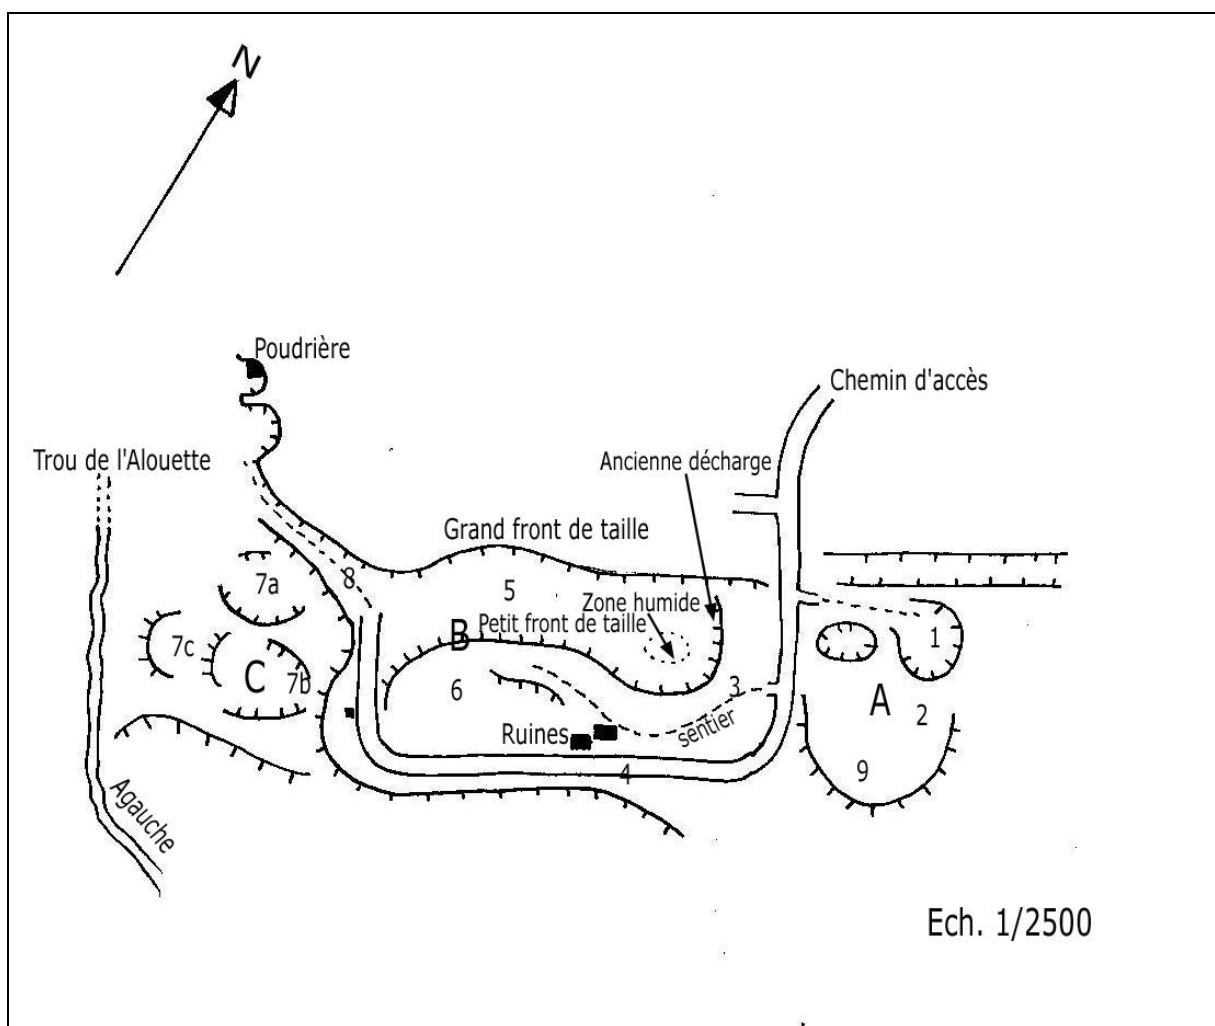 N
Poudrière
Chemin d'accès
Trou de l'Alouette
Ancienne décharge
Grand front de taille
8
7a
5
Zone humide
Petit front de taille
B
1
7c
C
7b
6
3
A
2
sentier
Ruines
4
9
Agauche
Ech. 1/2500